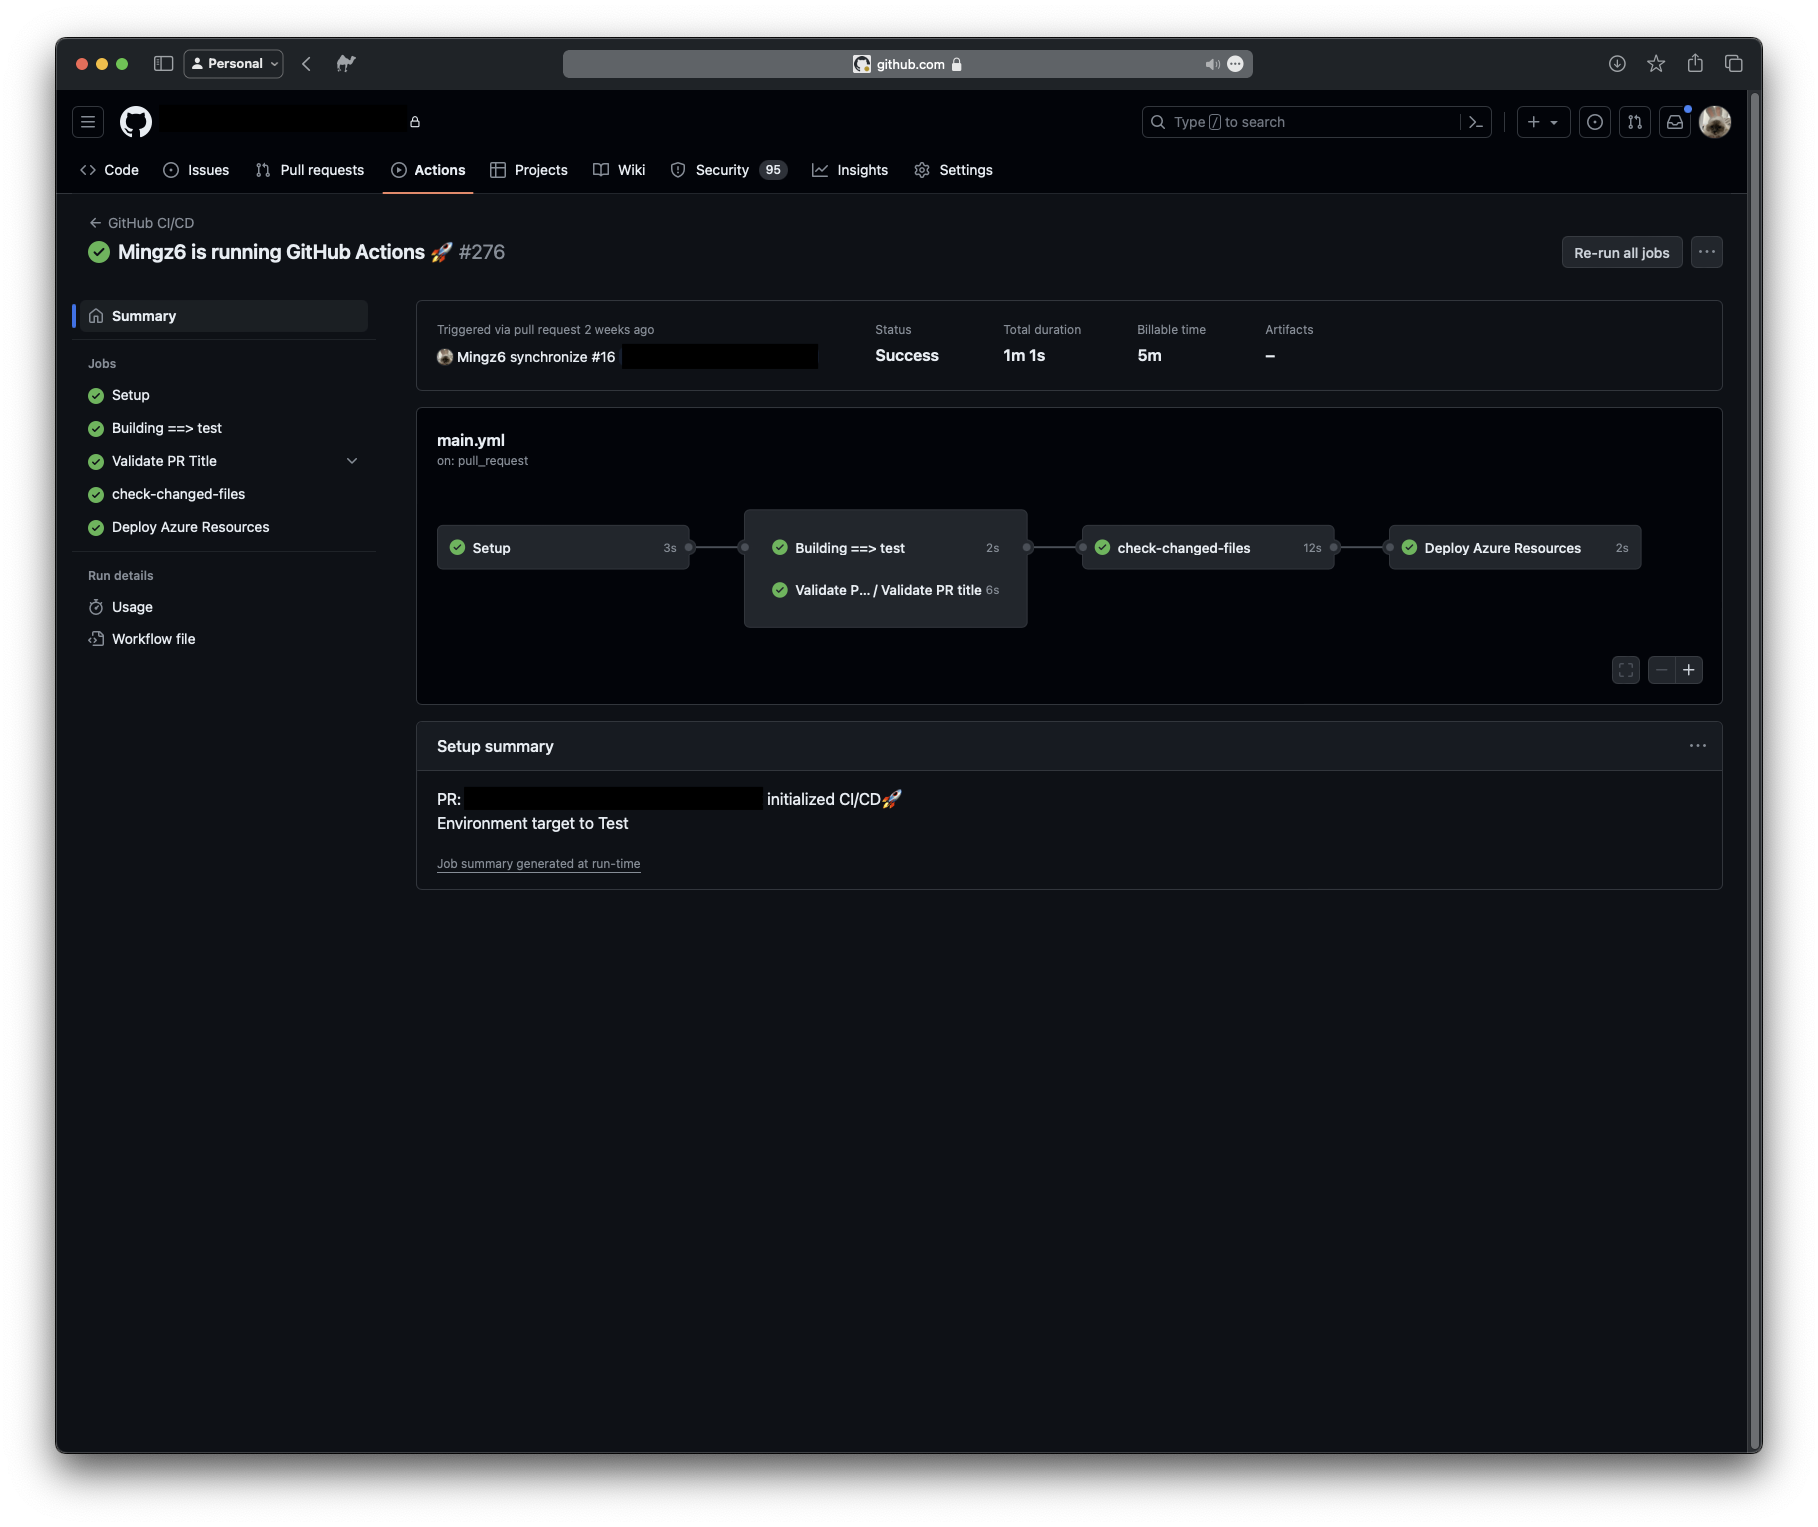 Personal
github.com
Type / to search
Code Issues Pull requests Actions Projects Wiki Security 95 Insights Settings
← GitHub CI/CD
Mingz6 is running GitHub Actions 🚀 #276
Re-run all jobs
Summary
Jobs
Setup
Building ==> test
Validate PR Title
check-changed-files
Deploy Azure Resources
Run details
Usage
Workflow file
Triggered via pull request 2 weeks ago
Mingz6 synchronize #16
Status
Success
Total duration
1m 1s
Billable time
5m
Artifacts
–
main.yml
on: pull_request
Setup 3s
Building ==> test 2s
Validate P... / Validate PR title 6s
check-changed-files 12s
Deploy Azure Resources 2s
Setup summary
PR: initialized CI/CD🚀
Environment target to Test
Job summary generated at run-time